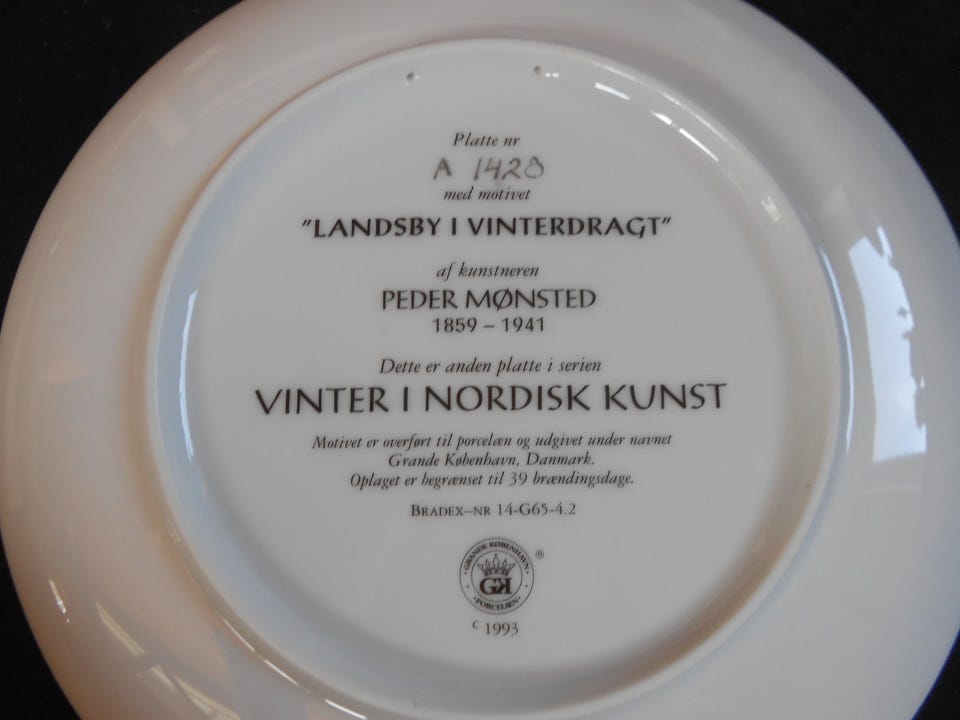 Platte nr
A 1428
med motivet
"LANDSBY I VINTERDRAGT"
af kunstneren
PEDER MØNSTED
1859 – 1941
Dette er anden platte i serien
VINTER I NORDISK KUNST
Motivet er overført til porcelæn og udgivet under navnet
Grande København, Danmark.
Oplaget er begrænset til 39 brændingsdage.
BRADEX–NR 14-G65-4.2
GRANDE KØBENHAVN
GK
PORCELÆN
®
c 1993